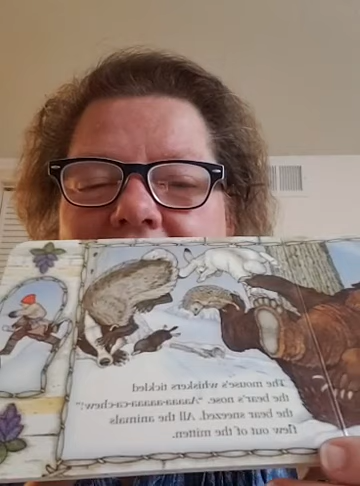 The mouse's whiskers tickled
the bear's nose. "Aaaaa-aaaaa-ca-chew!"
the bear sneezed. All the animals
flew out of the mitten.